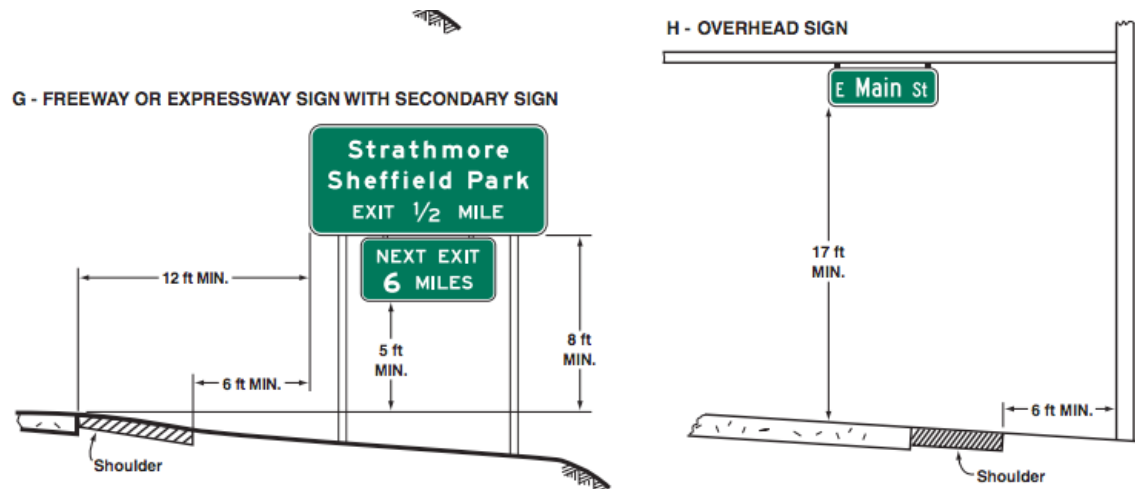 G - FREEWAY OR EXPRESSWAY SIGN WITH SECONDARY SIGN
Strathmore
Sheffield Park
EXIT 1/2 MILE
NEXT EXIT
6 MILES
12 ft MIN.
6 ft MIN.
5 ft
MIN.
8 ft
MIN.
Shoulder
H - OVERHEAD SIGN
E Main St
17 ft
MIN.
6 ft MIN.
Shoulder